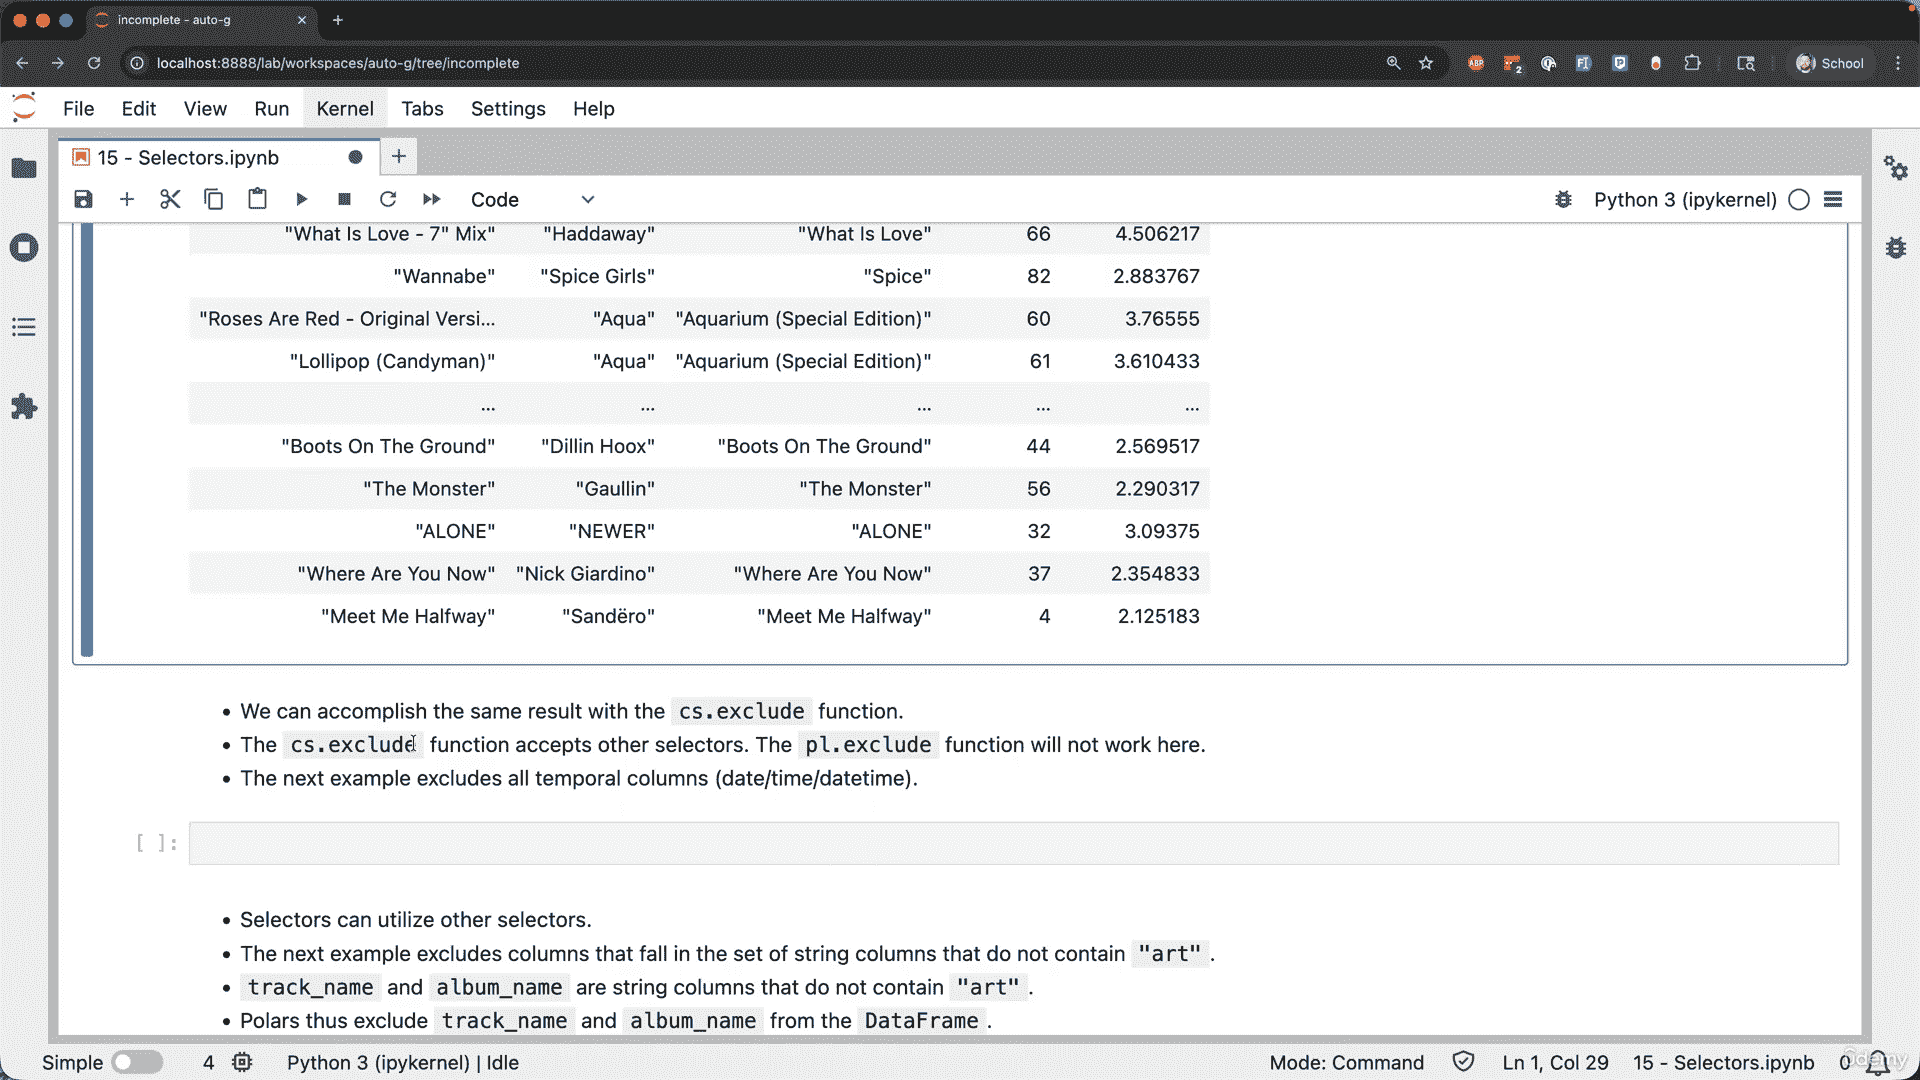 incomplete - auto-g
localhost:8888/lab/workspaces/auto-g/tree/incomplete
ABP
2
School
File Edit View Run Kernel Tabs Settings Help
15 - Selectors.ipynb
Code
Python 3 (ipykernel)
"What Is Love - 7" Mix" "Haddaway" "What Is Love" 66 4.506217
"Wannabe" "Spice Girls" "Spice" 82 2.883767
"Roses Are Red - Original Versi… "Aqua" "Aquarium (Special Edition)" 60 3.76555
"Lollipop (Candyman)" "Aqua" "Aquarium (Special Edition)" 61 3.610433
… … … … …
"Boots On The Ground" "Dillin Hoox" "Boots On The Ground" 44 2.569517
"The Monster" "Gaullin" "The Monster" 56 2.290317
"ALONE" "NEWER" "ALONE" 32 3.09375
"Where Are You Now" "Nick Giardino" "Where Are You Now" 37 2.354833
"Meet Me Halfway" "Sandëro" "Meet Me Halfway" 4 2.125183
• We can accomplish the same result with the cs.exclude function.
• The cs.exclude function accepts other selectors. The pl.exclude function will not work here.
• The next example excludes all temporal columns (date/time/datetime).
[ ]:
• Selectors can utilize other selectors.
• The next example excludes columns that fall in the set of string columns that do not contain "art" .
• track_name and album_name are string columns that do not contain "art" .
• Polars thus exclude track_name and album_name from the DataFrame .
Simple 4 Python 3 (ipykernel) | Idle Mode: Command Ln 1, Col 29 15 - Selectors.ipynb 0
udemy